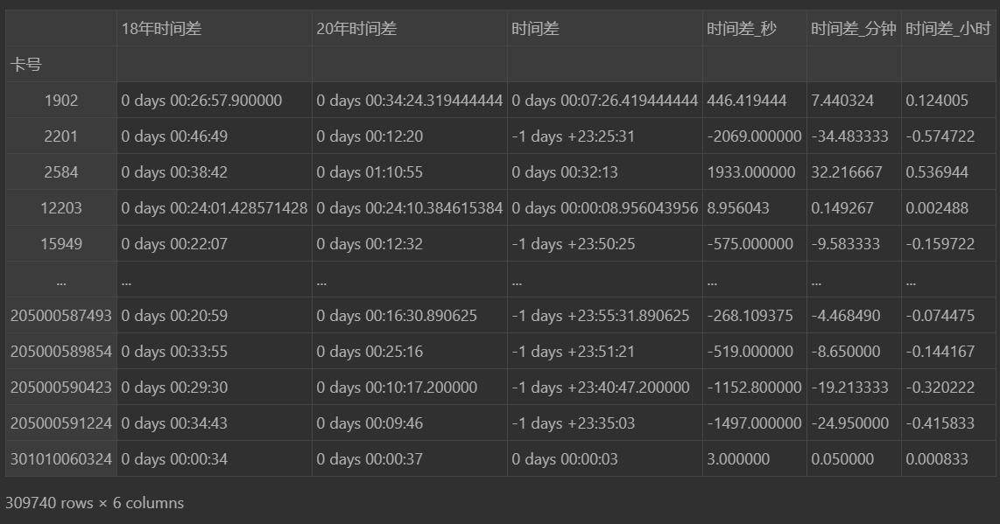 18年时间差 20年时间差 时间差 时间差_秒 时间差_分钟 时间差_小时
卡号
1902 0 days 00:26:57.900000 0 days 00:34:24.319444444 0 days 00:07:26.419444444 446.419444 7.440324 0.124005
2201 0 days 00:46:49 0 days 00:12:20 -1 days +23:25:31 -2069.000000 -34.483333 -0.574722
2584 0 days 00:38:42 0 days 01:10:55 0 days 00:32:13 1933.000000 32.216667 0.536944
12203 0 days 00:24:01.428571428 0 days 00:24:10.384615384 0 days 00:00:08.956043956 8.956043 0.149267 0.002488
15949 0 days 00:22:07 0 days 00:12:32 -1 days +23:50:25 -575.000000 -9.583333 -0.159722
... ... ... ... ... ... ...
205000587493 0 days 00:20:59 0 days 00:16:30.890625 -1 days +23:55:31.890625 -268.109375 -4.468490 -0.074475
205000589854 0 days 00:33:55 0 days 00:25:16 -1 days +23:51:21 -519.000000 -8.650000 -0.144167
205000590423 0 days 00:29:30 0 days 00:10:17.200000 -1 days +23:40:47.200000 -1152.800000 -19.213333 -0.320222
205000591224 0 days 00:34:43 0 days 00:09:46 -1 days +23:35:03 -1497.000000 -24.950000 -0.415833
301010060324 0 days 00:00:34 0 days 00:00:37 0 days 00:00:03 3.000000 0.050000 0.000833
309740 rows × 6 columns